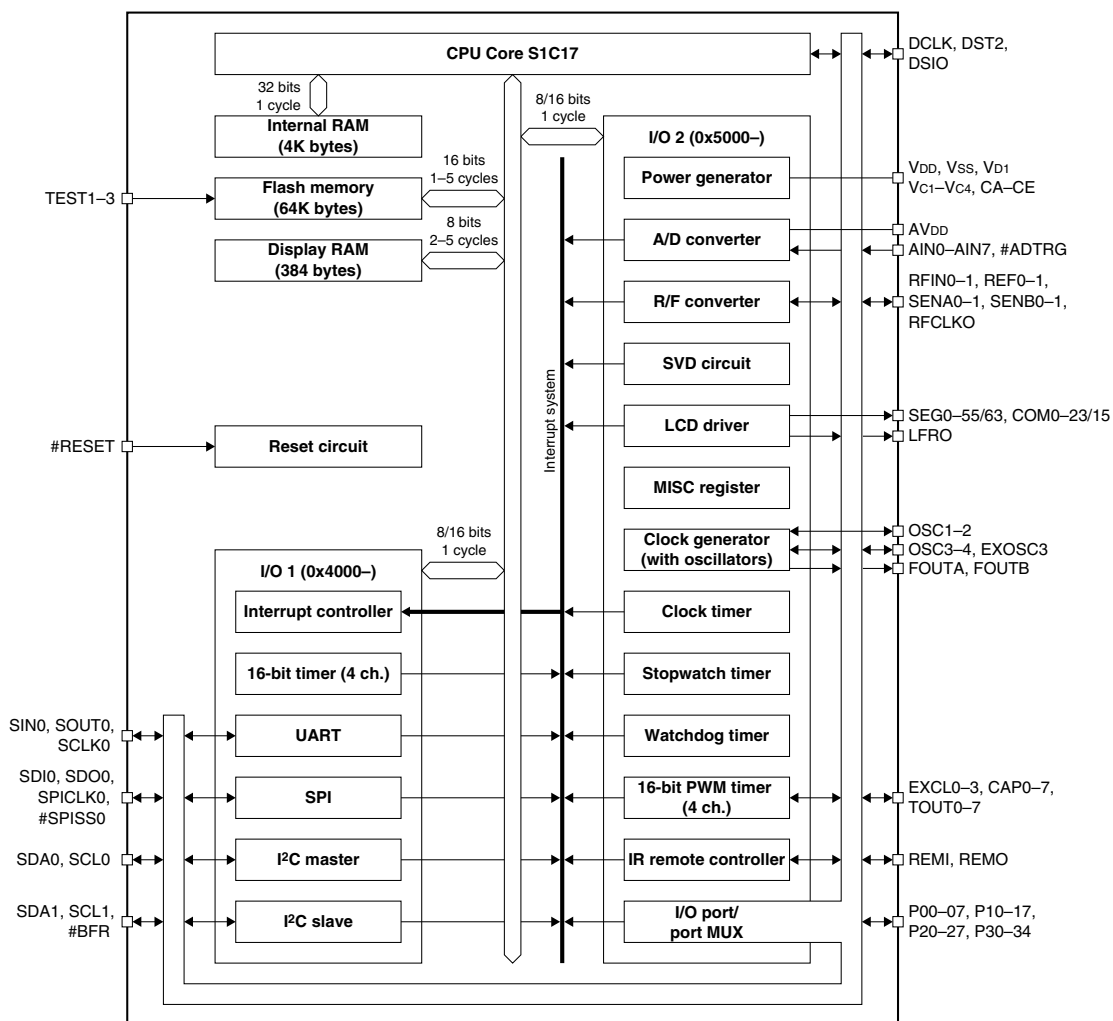 CPU Core S1C17
DCLK, DST2,
DSIO
32 bits
1 cycle
8/16 bits
1 cycle
Internal RAM
(4K bytes)
I/O 2 (0x5000–)
16 bits
1–5 cycles
TEST1–3
Flash memory
(64K bytes)
Power generator
VDD, VSS, VD1
VC1–VC4, CA–CE
8 bits
2–5 cycles
Display RAM
(384 bytes)
A/D converter
AVDD
AIN0–AIN7, #ADTRG
R/F converter
RFIN0–1, REF0–1,
SENA0–1, SENB0–1,
RFCLKO
SVD circuit
Interrupt system
LCD driver
SEG0–55/63, COM0–23/15
LFRO
#RESET
Reset circuit
MISC register
8/16 bits
1 cycle
Clock generator
(with oscillators)
OSC1–2
OSC3–4, EXOSC3
FOUTA, FOUTB
I/O 1 (0x4000–)
Interrupt controller
Clock timer
16-bit timer (4 ch.)
Stopwatch timer
SIN0, SOUT0,
SCLK0
UART
Watchdog timer
SDI0, SDO0,
SPICLK0,
#SPISS0
SPI
16-bit PWM timer
(4 ch.)
EXCL0–3, CAP0–7,
TOUT0–7
SDA0, SCL0
I²C master
IR remote controller
REMI, REMO
SDA1, SCL1,
#BFR
I²C slave
I/O port/
port MUX
P00–07, P10–17,
P20–27, P30–34